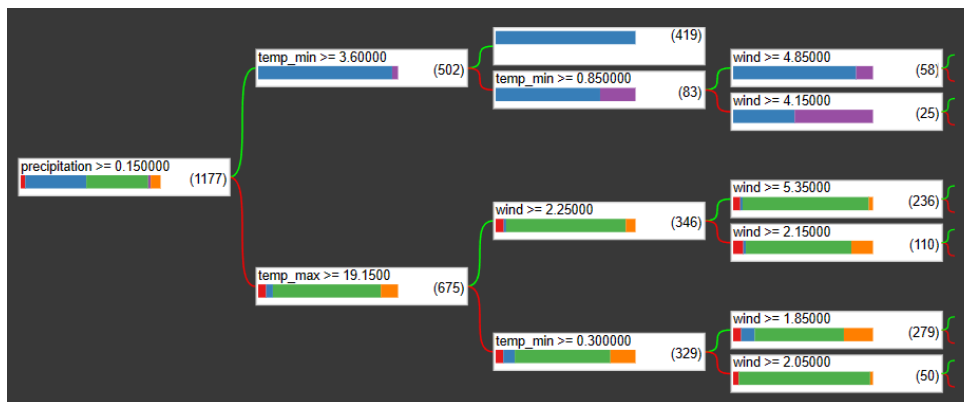 precipitation >= 0.150000
(1177)
temp_min >= 3.60000
(502)
temp_max >= 19.1500
(675)
(419)
temp_min >= 0.850000
(83)
wind >= 2.25000
(346)
temp_min >= 0.300000
(329)
wind >= 4.85000
(58)
wind >= 4.15000
(25)
wind >= 5.35000
(236)
wind >= 2.15000
(110)
wind >= 1.85000
(279)
wind >= 2.05000
(50)